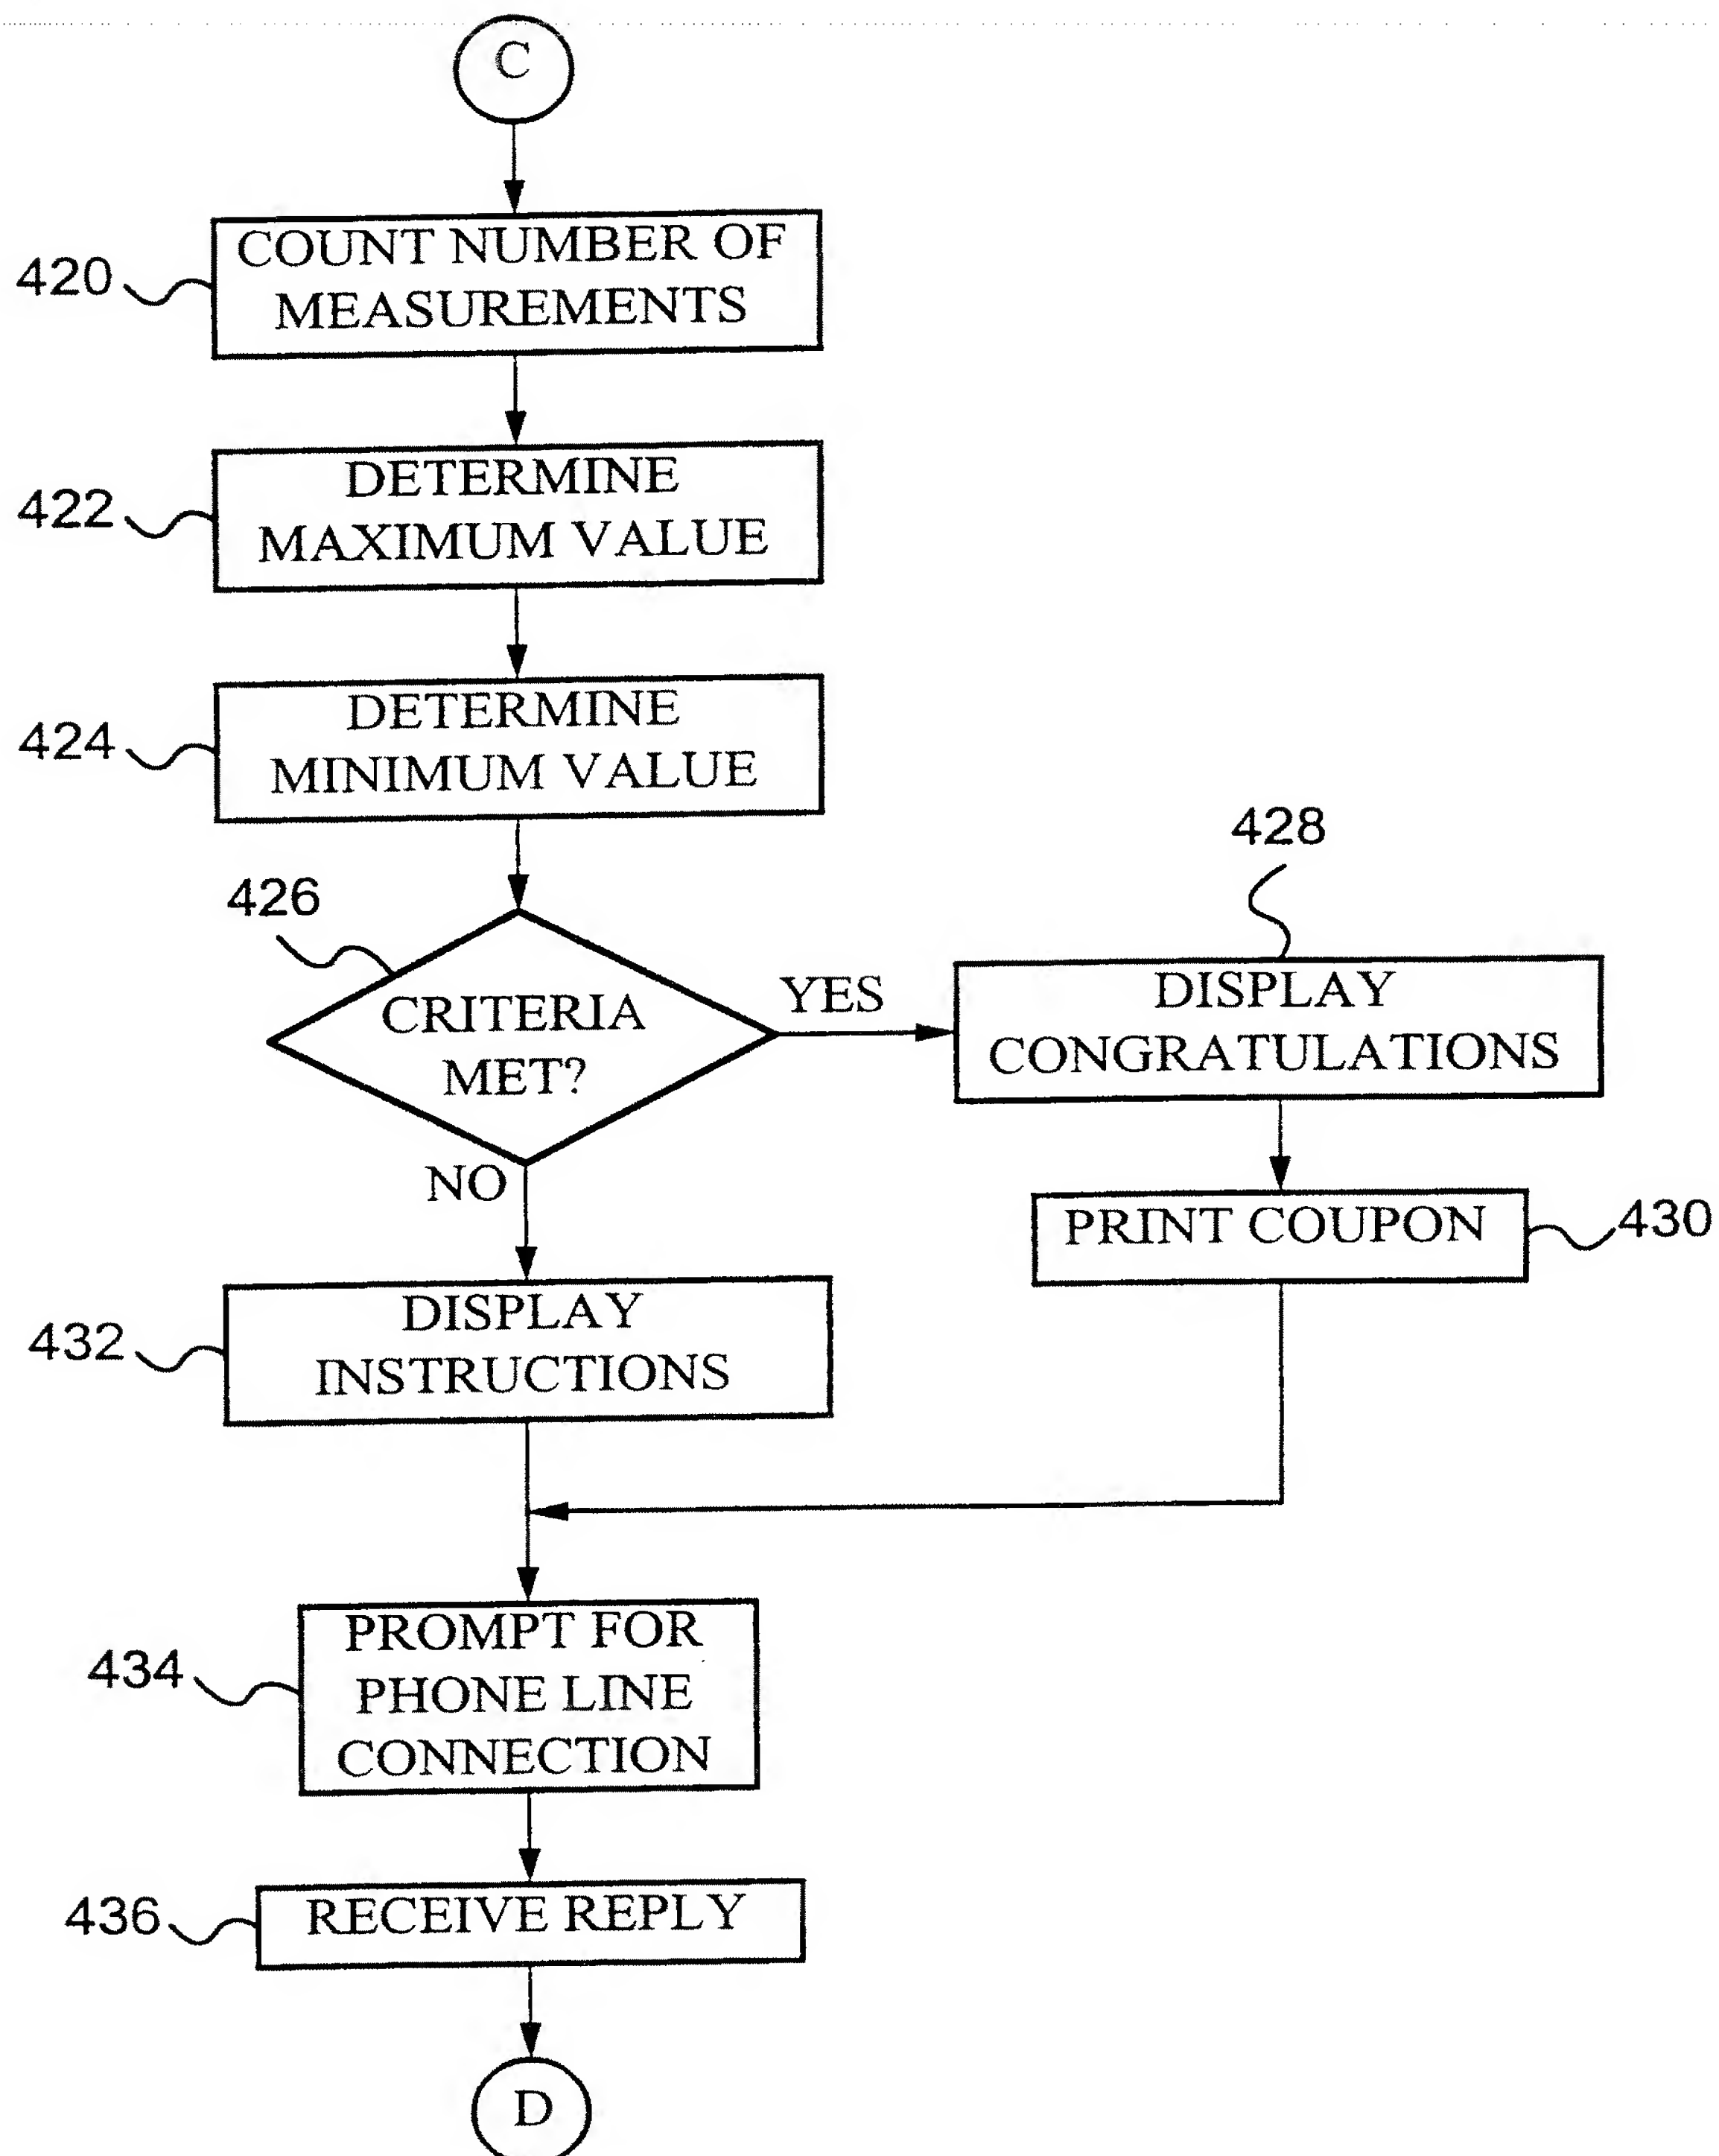 C
420
COUNT NUMBER OF
MEASUREMENTS
422
DETERMINE
MAXIMUM VALUE
424
DETERMINE
MINIMUM VALUE
426
CRITERIA
MET?
YES
NO
428
DISPLAY
CONGRATULATIONS
PRINT COUPON
430
432
DISPLAY
INSTRUCTIONS
434
PROMPT FOR
PHONE LINE
CONNECTION
436
RECEIVE REPLY
D